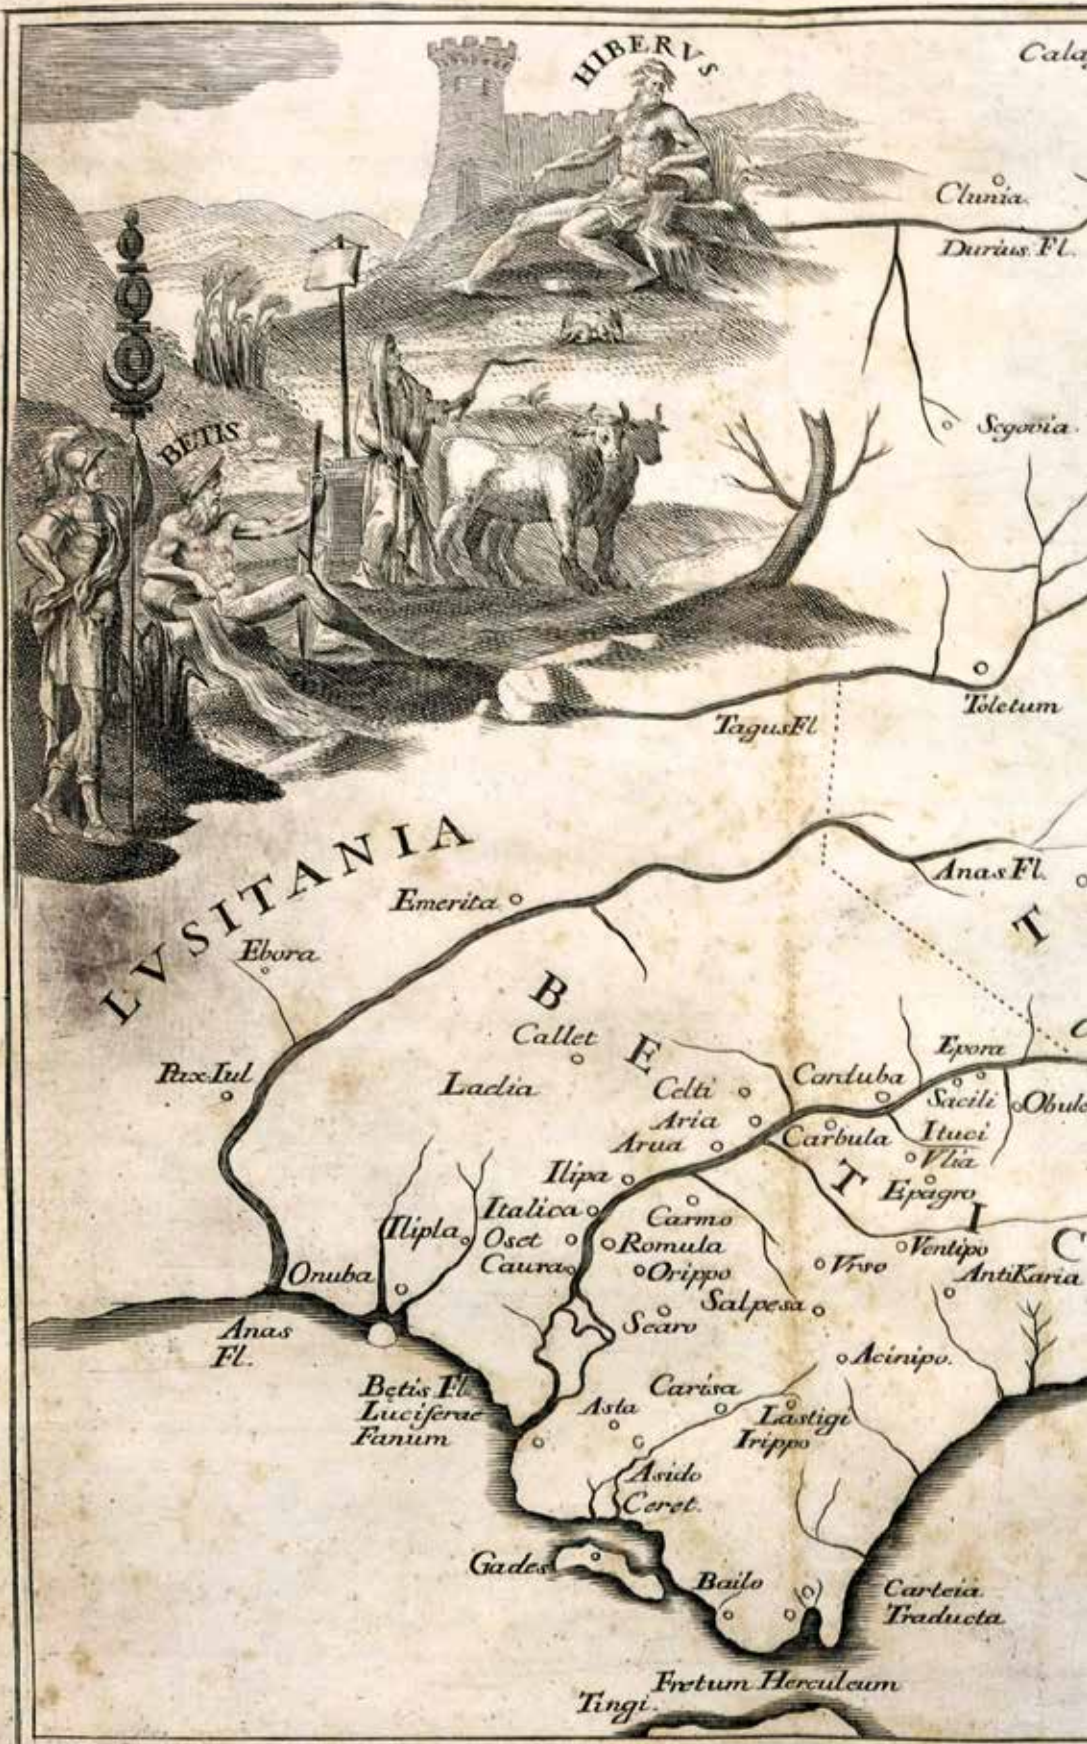 HIBERVS
Clunia
Durius Fl.
Segovia
BETIS
Toletum
Tagus Fl
LVSITANIA
Anas Fl.
Emerita
Ebora
BETIC
T
Callet
Pax Iul
Laelia
Epora
Celti
Corduba
Sacili
Obulc
Aria
Carbula
Ituci
Arua
Vlia
Ilipa
Epagro
Italica
Carmo
Ilipla
Oset
Romula
Ventipo
Onuba
Caura
Orippo
Vrso
AntiKaria
Salpesa
Searo
Anas
Fl.
Acinipo.
Betis Fl
Luciferae
Fanum
Carisa
Asta
Lastigi
Irippo
Asido
Ceret.
Gades
Bailo
Carteia
Traducta
Fretum Herculeum
Tingi.